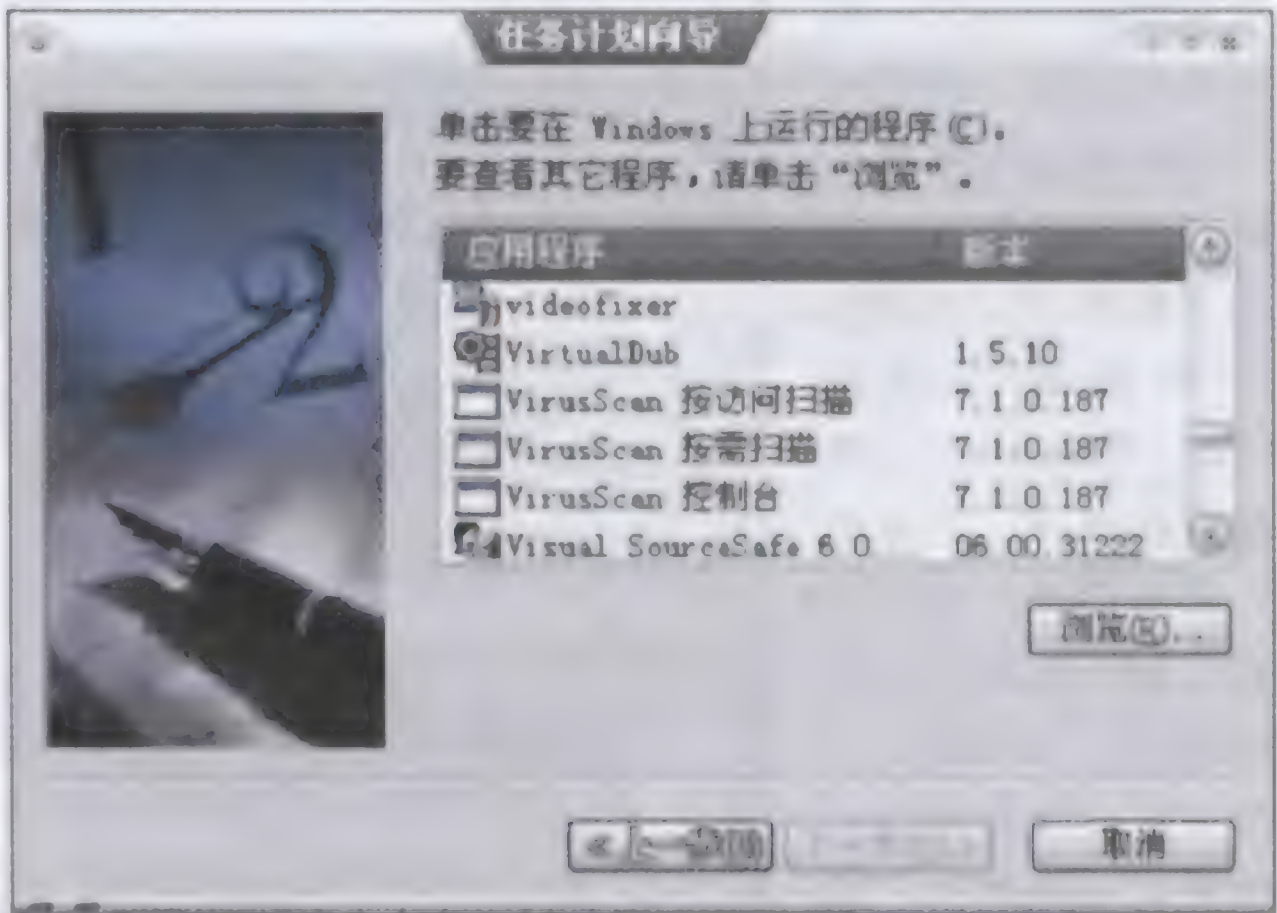 任务计划向导
单击要在 Windows 上运行的程序(C)。
要查看其它程序，请单击“浏览”。
应用程序 版本
videofixer
VirtualDub 1.5.10
VirusScan 按访问扫描 7.1.0.187
VirusScan 按需扫描 7.1.0.187
VirusScan 控制台 7.1.0.187
Visual SourceSafe 6.0 06.00.31222
浏览(R)...
< 上一步(B)
取消